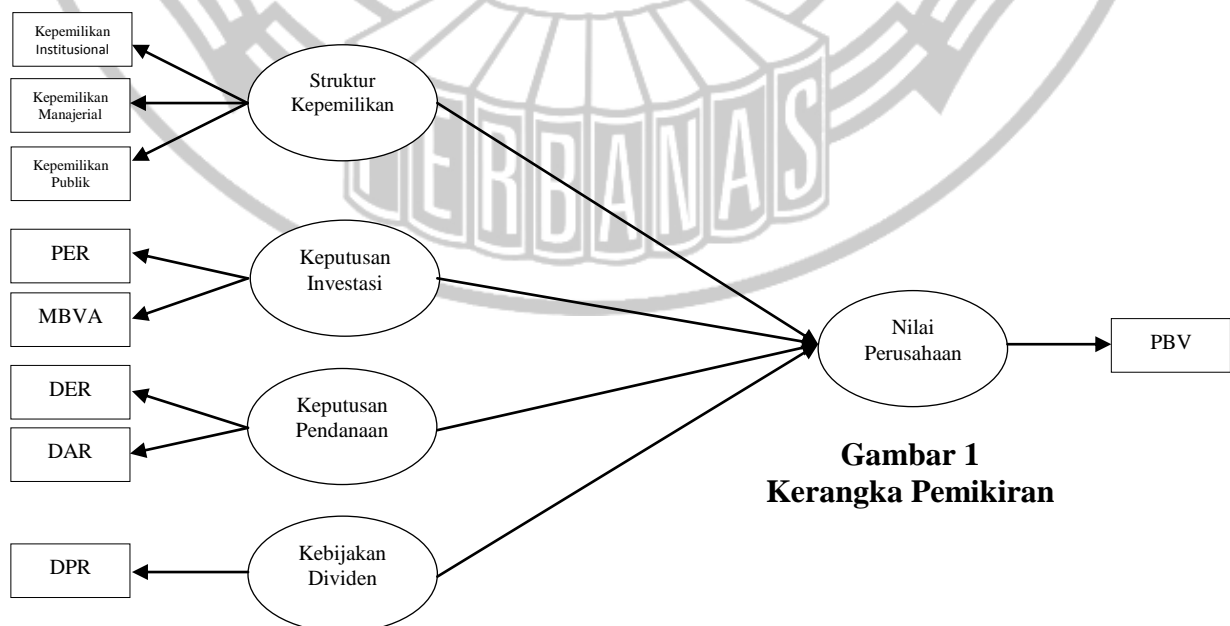 Kepemilikan
Institusional
Kepemilikan
Manajerial
Kepemilikan
Publik
Struktur
Kepemilikan
PERBANAS
PER
MBVA
Keputusan
Investasi
DER
DAR
Keputusan
Pendanaan
DPR
Kebijakan
Dividen
Nilai
Perusahaan
PBV
Gambar 1
Kerangka Pemikiran